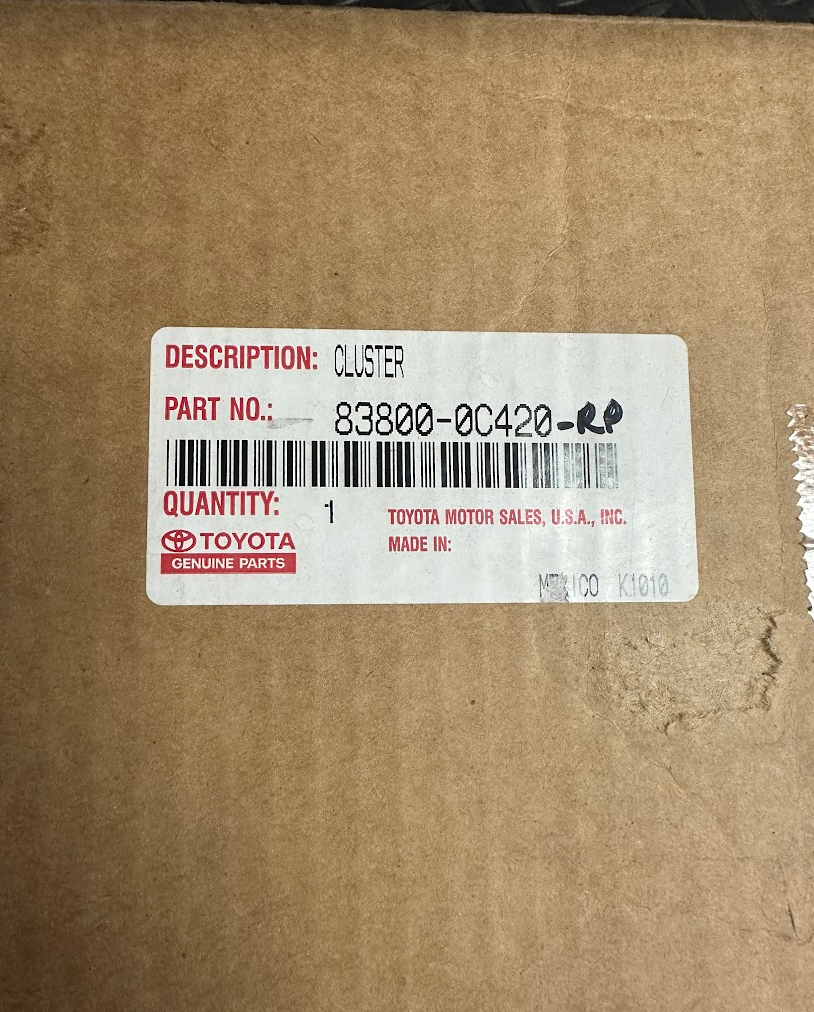 DESCRIPTION: CLUSTER
PART NO.: 83800-0C420-RP
QUANTITY: 1
TOYOTA MOTOR SALES, U.S.A., INC.
TOYOTA
GENUINE PARTS
MADE IN:
MEXICO K1010